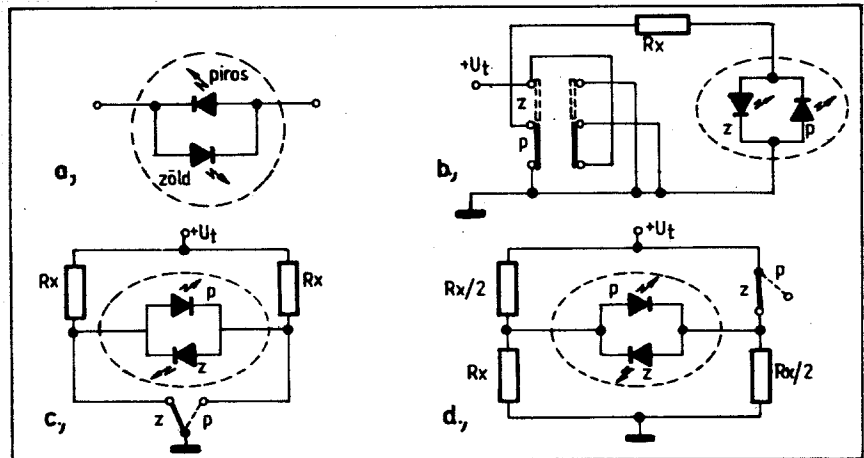 piros
zöld
a,
+Ut
Rx
z
p
z
p
b,
+Ut
Rx
Rx
p
z
z
p
c,
+Ut
Rx/2
p
z
p
z
Rx
Rx/2
d,